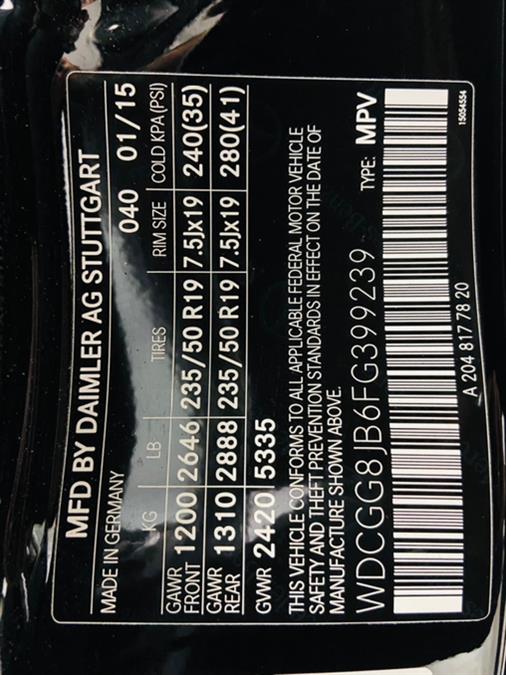 MFD BY DAIMLER AG STUTTGART
MADE IN GERMANY 040 01/15
KG LB TIRES RIM SIZE COLD KPA(PSI)
GAWR FRONT 1200 2646 235/50 R19 7.5Jx19 240(35)
GAWR REAR 1310 2888 235/50 R19 7.5Jx19 280(41)
GVWR 2420 5335
THIS VEHICLE CONFORMS TO ALL APPLICABLE FEDERAL MOTOR VEHICLE
SAFETY AND THEFT PREVENTION STANDARDS IN EFFECT ON THE DATE OF
MANUFACTURE SHOWN ABOVE.
WDCGG8JB6FG399239 TYPE: MPV
A 204 817 78 20 15054554